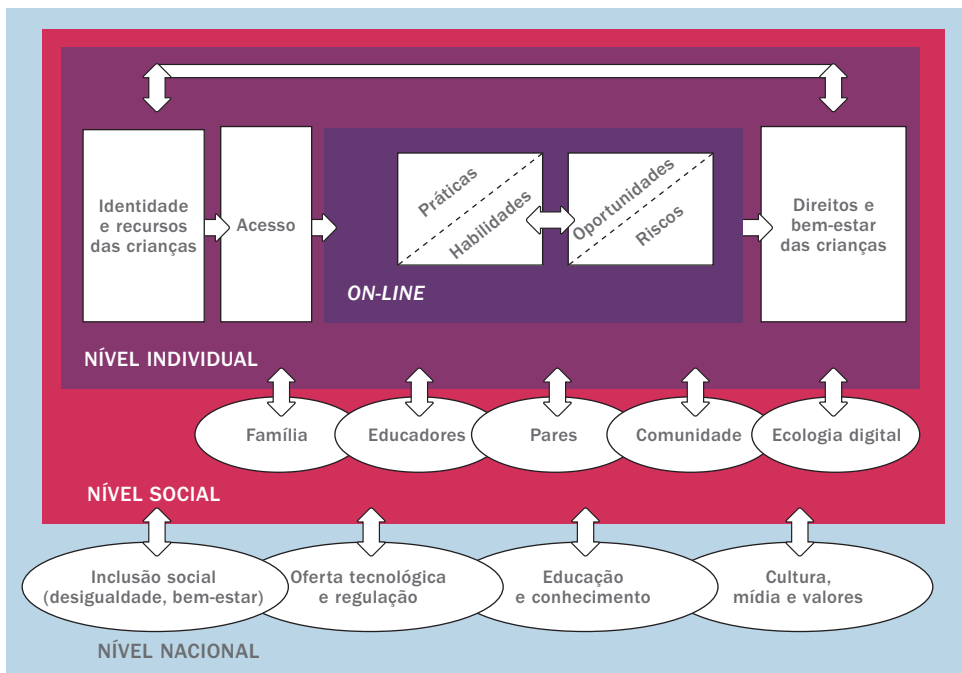 Identidade
e recursos
das crianças
Acesso
Práticas
Habilidades
Oportunidades
Riscos
Direitos e
bem-estar
das crianças
ON-LINE
NÍVEL INDIVIDUAL
Família
Educadores
Pares
Comunidade
Ecologia digital
NÍVEL SOCIAL
Inclusão social
(desigualdade, bem-estar)
Oferta tecnológica
e regulação
Educação
e conhecimento
Cultura,
mídia e valores
NÍVEL NACIONAL